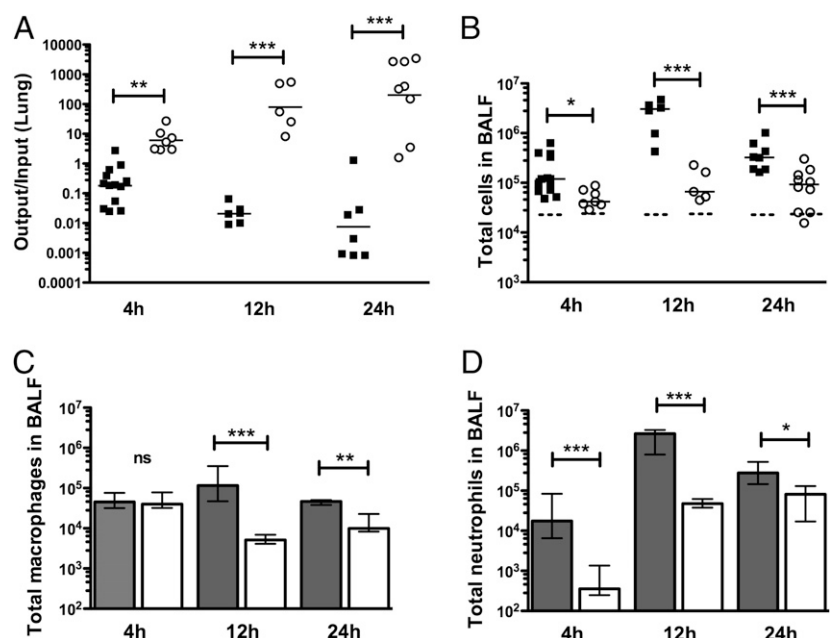 A
Output/Input (Lung)
10000
1000
100
10
1
0.1
0.01
0.001
0.0001
**
***
***
4h
12h
24h
B
Total cells in BALF
10⁷
10⁶
10⁵
10⁴
10³
*
***
***
4h
12h
24h
C
Total macrophages in BALF
10⁷
10⁶
10⁵
10⁴
10³
10²
ns
***
**
4h
12h
24h
D
Total neutrophils in BALF
10⁷
10⁶
10⁵
10⁴
10³
10²
***
***
*
4h
12h
24h